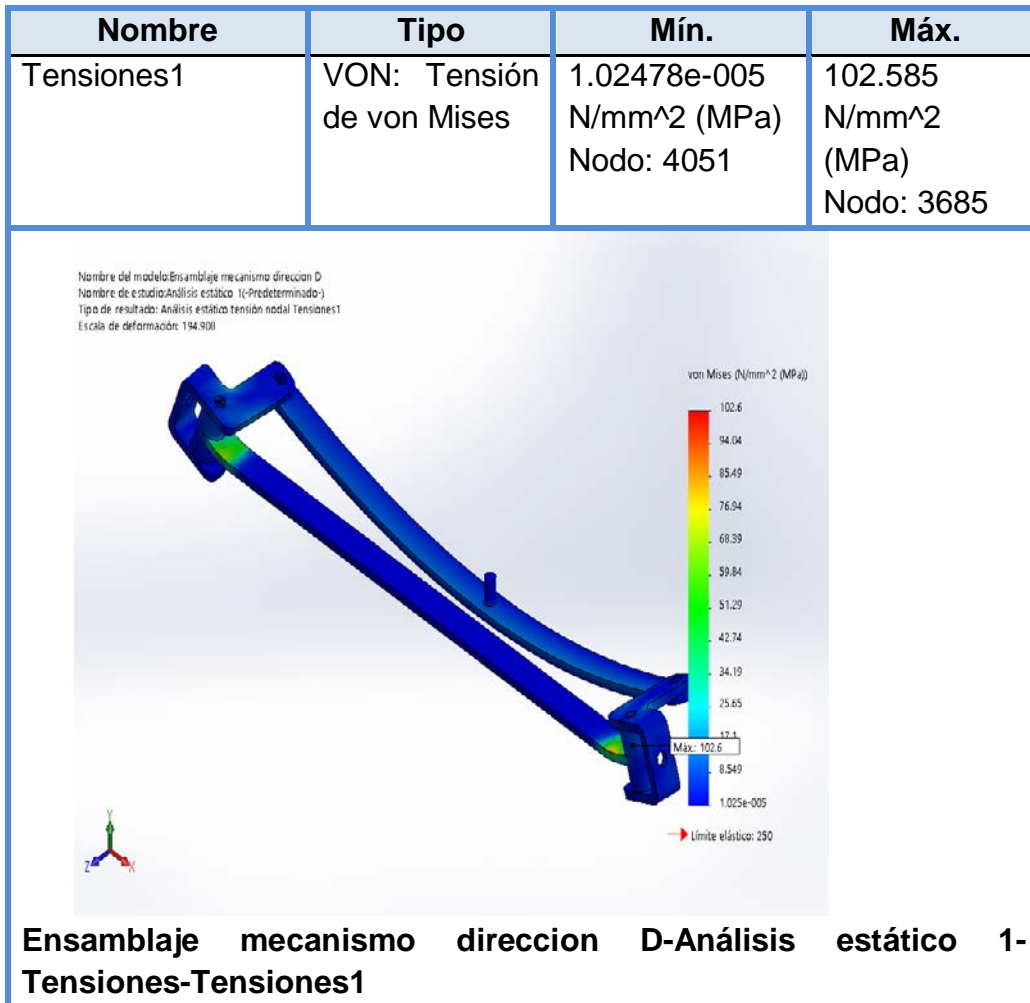 Nombre Tipo Mín. Máx.
Tensiones1 VON: Tensión 1.02478e-005 102.585
de von Mises N/mm^2 (MPa) N/mm^2
Nodo: 4051 (MPa)
Nodo: 3685
Nombre del modelo:Ensamblaje mecanismo direccion D
Nombre de estudio:Análisis estático 1(-Predeterminado-)
Tipo de resultado: Análisis estático tensión nodal Tensiones1
Escala de deformación: 194.908
von Mises (N/mm^2 (MPa))
102.6
94.04
85.49
76.94
68.39
59.84
51.29
42.74
34.19
25.65
17.1
Máx.: 102.6
8.549
1.025e-005
Límite elástico: 250
Y
Z X
Ensamblaje mecanismo direccion D-Análisis estático 1-
Tensiones-Tensiones1